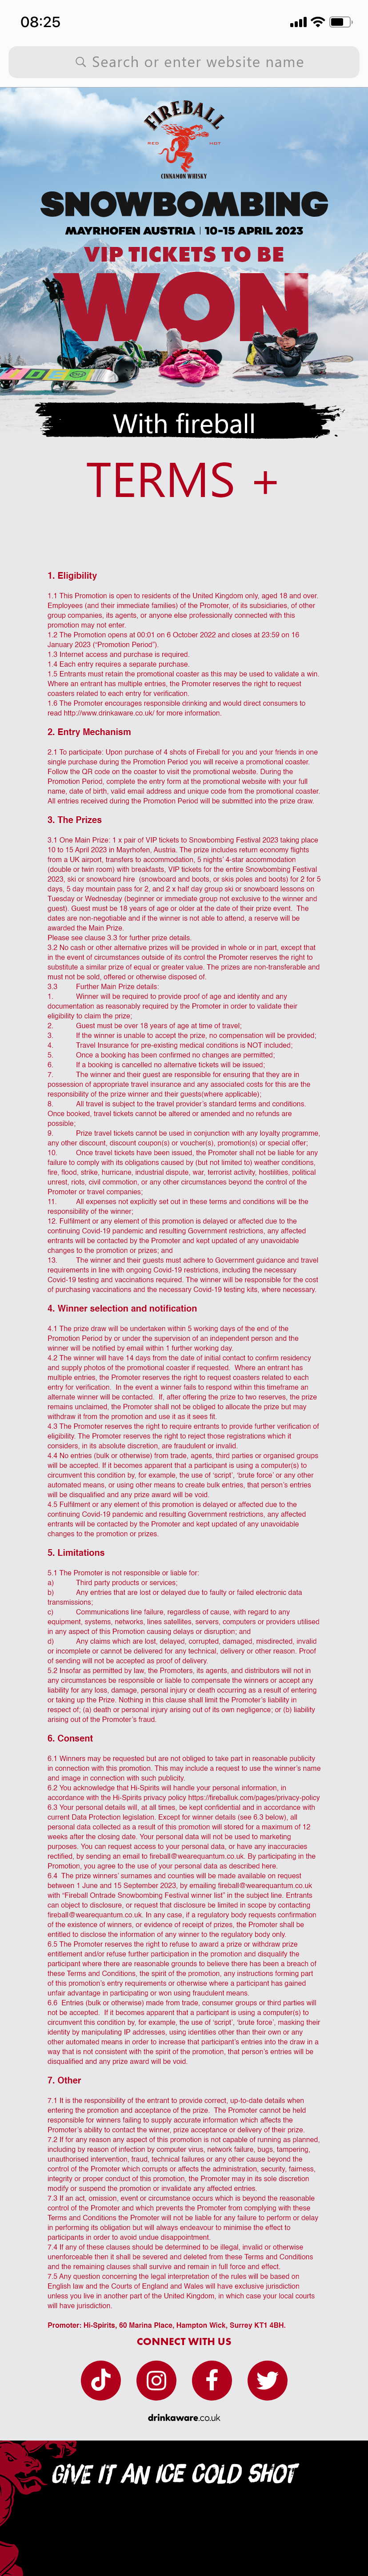 08:25
Search or enter website name
FIREBALL
RED HOT
CINNAMON WHISKY
SNOWBOMBING
MAYRHOFEN AUSTRIA | 10-15 APRIL 2023
VIP TICKETS TO BE
WON
With fireball
TERMS +
1. Eligibility
1.1 This Promotion is open to residents of the United Kingdom only, aged 18 and over.
Employees (and their immediate families) of the Promoter, of its subsidiaries, of other
group companies, its agents, or anyone else professionally connected with this
promotion may not enter.
1.2 The Promotion opens at 00:01 on 6 October 2022 and closes at 23:59 on 16
January 2023 (“Promotion Period”).
1.3 Internet access and purchase is required.
1.4 Each entry requires a separate purchase.
1.5 Entrants must retain the promotional coaster as this may be used to validate a win.
Where an entrant has multiple entries, the Promoter reserves the right to request
coasters related to each entry for verification.
1.6 The Promoter encourages responsible drinking and would direct consumers to
read http://www.drinkaware.co.uk/ for more information.
2. Entry Mechanism
2.1 To participate: Upon purchase of 4 shots of Fireball for you and your friends in one
single purchase during the Promotion Period you will receive a promotional coaster.
Follow the QR code on the coaster to visit the promotional website. During the
Promotion Period, complete the entry form at the promotional website with your full
name, date of birth, valid email address and unique code from the promotional coaster.
All entries received during the Promotion Period will be submitted into the prize draw.
3. The Prizes
3.1 One Main Prize: 1 x pair of VIP tickets to Snowbombing Festival 2023 taking place
10 to 15 April 2023 in Mayrhofen, Austria. The prize includes return economy flights
from a UK airport, transfers to accommodation, 5 nights’ 4-star accommodation
(double or twin room) with breakfasts, VIP tickets for the entire Snowbombing Festival
2023, ski or snowboard hire (snowboard and boots, or skis poles and boots) for 2 for 5
days, 5 day mountain pass for 2, and 2 x half day group ski or snowboard lessons on
Tuesday or Wednesday (beginner or immediate group not exclusive to the winner and
guest). Guest must be 18 years of age or older at the date of their prize event. The
dates are non-negotiable and if the winner is not able to attend, a reserve will be
awarded the Main Prize.
Please see clause 3.3 for further prize details.
3.2 No cash or other alternative prizes will be provided in whole or in part, except that
in the event of circumstances outside of its control the Promoter reserves the right to
substitute a similar prize of equal or greater value. The prizes are non-transferable and
must not be sold, offered or otherwise disposed of.
3.3 Further Main Prize details:
1. Winner will be required to provide proof of age and identity and any
documentation as reasonably required by the Promoter in order to validate their
eligibility to claim the prize;
2. Guest must be over 18 years of age at time of travel;
3. If the winner is unable to accept the prize, no compensation will be provided;
4. Travel Insurance for pre-existing medical conditions is NOT included;
5. Once a booking has been confirmed no changes are permitted;
6. If a booking is cancelled no alternative tickets will be issued;
7. The winner and their guest are responsible for ensuring that they are in
possession of appropriate travel insurance and any associated costs for this are the
responsibility of the prize winner and their guests(where applicable);
8. All travel is subject to the travel provider’s standard terms and conditions.
Once booked, travel tickets cannot be altered or amended and no refunds are
possible;
9. Prize travel tickets cannot be used in conjunction with any loyalty programme,
any other discount, discount coupon(s) or voucher(s), promotion(s) or special offer;
10. Once travel tickets have been issued, the Promoter shall not be liable for any
failure to comply with its obligations caused by (but not limited to) weather conditions,
fire, flood, strike, hurricane, industrial dispute, war, terrorist activity, hostilities, political
unrest, riots, civil commotion, or any other circumstances beyond the control of the
Promoter or travel companies;
11. All expenses not explicitly set out in these terms and conditions will be the
responsibility of the winner;
12. Fulfilment or any element of this promotion is delayed or affected due to the
continuing Covid-19 pandemic and resulting Government restrictions, any affected
entrants will be contacted by the Promoter and kept updated of any unavoidable
changes to the promotion or prizes; and
13. The winner and their guests must adhere to Government guidance and travel
requirements in line with ongoing Covid-19 restrictions, including the necessary
Covid-19 testing and vaccinations required. The winner will be responsible for the cost
of purchasing vaccinations and the necessary Covid-19 testing kits, where necessary.
4. Winner selection and notification
4.1 The prize draw will be undertaken within 5 working days of the end of the
Promotion Period by or under the supervision of an independent person and the
winner will be notified by email within 1 further working day.
4.2 The winner will have 14 days from the date of initial contact to confirm residency
and supply photos of the promotional coaster if requested. Where an entrant has
multiple entries, the Promoter reserves the right to request coasters related to each
entry for verification. In the event a winner fails to respond within this timeframe an
alternate winner will be contacted. If, after offering the prize to two reserves, the prize
remains unclaimed, the Promoter shall not be obliged to allocate the prize but may
withdraw it from the promotion and use it as it sees fit.
4.3 The Promoter reserves the right to require entrants to provide further verification of
eligibility. The Promoter reserves the right to reject those registrations which it
considers, in its absolute discretion, are fraudulent or invalid.
4.4 No entries (bulk or otherwise) from trade, agents, third parties or organised groups
will be accepted. If it becomes apparent that a participant is using a computer(s) to
circumvent this condition by, for example, the use of ‘script’, ‘brute force’ or any other
automated means, or using other means to create bulk entries, that person’s entries
will be disqualified and any prize award will be void.
4.5 Fulfilment or any element of this promotion is delayed or affected due to the
continuing Covid-19 pandemic and resulting Government restrictions, any affected
entrants will be contacted by the Promoter and kept updated of any unavoidable
changes to the promotion or prizes.
5. Limitations
5.1 The Promoter is not responsible or liable for:
a) Third party products or services;
b) Any entries that are lost or delayed due to faulty or failed electronic data
transmissions;
c) Communications line failure, regardless of cause, with regard to any
equipment, systems, networks, lines satellites, servers, computers or providers utilised
in any aspect of this Promotion causing delays or disruption; and
d) Any claims which are lost, delayed, corrupted, damaged, misdirected, invalid
or incomplete or cannot be delivered for any technical, delivery or other reason. Proof
of sending will not be accepted as proof of delivery.
5.2 Insofar as permitted by law, the Promoters, its agents, and distributors will not in
any circumstances be responsible or liable to compensate the winners or accept any
liability for any loss, damage, personal injury or death occurring as a result of entering
or taking up the Prize. Nothing in this clause shall limit the Promoter’s liability in
respect of; (a) death or personal injury arising out of its own negligence; or (b) liability
arising out of the Promoter’s fraud.
6. Consent
6.1 Winners may be requested but are not obliged to take part in reasonable publicity
in connection with this promotion. This may include a request to use the winner’s name
and image in connection with such publicity.
6.2 You acknowledge that Hi-Spirits will handle your personal information, in
accordance with the Hi-Spirits privacy policy https://fireballuk.com/pages/privacy-policy
6.3 Your personal details will, at all times, be kept confidential and in accordance with
current Data Protection legislation. Except for winner details (see 6.3 below), all
personal data collected as a result of this promotion will stored for a maximum of 12
weeks after the closing date. Your personal data will not be used to marketing
purposes. You can request access to your personal data, or have any inaccuracies
rectified, by sending an email to fireball@wearequantum.co.uk. By participating in the
Promotion, you agree to the use of your personal data as described here.
6.4 The prize winners’ surnames and counties will be made available on request
between 1 June and 15 September 2023, by emailing fireball@wearequantum.co.uk
with “Fireball Ontrade Snowbombing Festival winner list” in the subject line. Entrants
can object to disclosure, or request that disclosure be limited in scope by contacting
fireball@wearequantum.co.uk. In any case, if a regulatory body requests confirmation
of the existence of winners, or evidence of receipt of prizes, the Promoter shall be
entitled to disclose the information of any winner to the regulatory body only.
6.5 The Promoter reserves the right to refuse to award a prize or withdraw prize
entitlement and/or refuse further participation in the promotion and disqualify the
participant where there are reasonable grounds to believe there has been a breach of
these Terms and Conditions, the spirit of the promotion, any instructions forming part
of this promotion’s entry requirements or otherwise where a participant has gained
unfair advantage in participating or won using fraudulent means.
6.6 Entries (bulk or otherwise) made from trade, consumer groups or third parties will
not be accepted. If it becomes apparent that a participant is using a computer(s) to
circumvent this condition by, for example, the use of ‘script’, ‘brute force’, masking their
identity by manipulating IP addresses, using identities other than their own or any
other automated means in order to increase that participant’s entries into the draw in a
way that is not consistent with the spirit of the promotion, that person’s entries will be
disqualified and any prize award will be void.
7. Other
7.1 It is the responsibility of the entrant to provide correct, up-to-date details when
entering the promotion and acceptance of the prize. The Promoter cannot be held
responsible for winners failing to supply accurate information which affects the
Promoter’s ability to contact the winner, prize acceptance or delivery of their prize.
7.2 If for any reason any aspect of this promotion is not capable of running as planned,
including by reason of infection by computer virus, network failure, bugs, tampering,
unauthorised intervention, fraud, technical failures or any other cause beyond the
control of the Promoter which corrupts or affects the administration, security, fairness,
integrity or proper conduct of this promotion, the Promoter may in its sole discretion
modify or suspend the promotion or invalidate any affected entries.
7.3 If an act, omission, event or circumstance occurs which is beyond the reasonable
control of the Promoter and which prevents the Promoter from complying with these
Terms and Conditions the Promoter will not be liable for any failure to perform or delay
in performing its obligation but will always endeavour to minimise the effect to
participants in order to avoid undue disappointment.
7.4 If any of these clauses should be determined to be illegal, invalid or otherwise
unenforceable then it shall be severed and deleted from these Terms and Conditions
and the remaining clauses shall survive and remain in full force and effect.
7.5 Any question concerning the legal interpretation of the rules will be based on
English law and the Courts of England and Wales will have exclusive jurisdiction
unless you live in another part of the United Kingdom, in which case your local courts
will have jurisdiction.
Promoter: Hi-Spirits, 60 Marina Place, Hampton Wick, Surrey KT1 4BH.
CONNECT WITH US
drinkaware.co.uk
GIVE IT AN ICE COLD SHOT